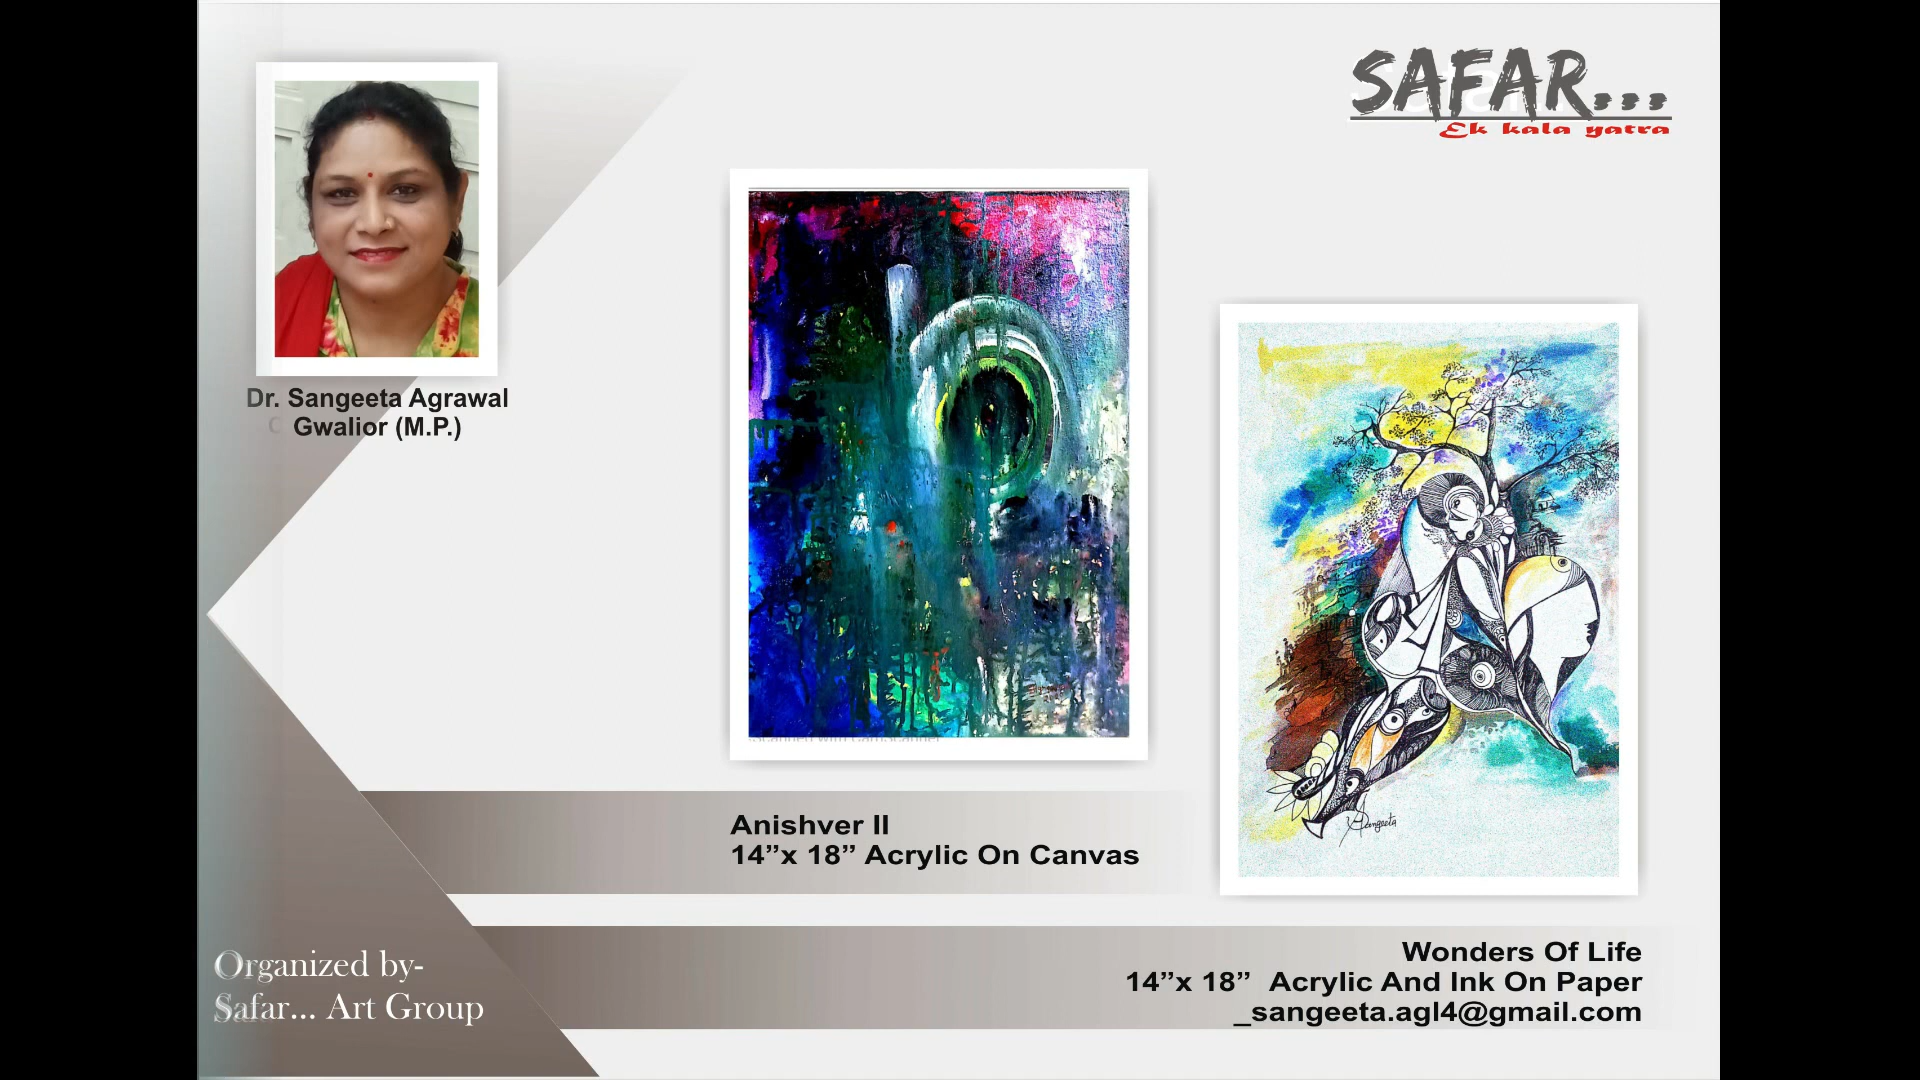 SAFAR...
Ek kala yatra
Dr. Sangeeta Agrawal
Gwalior (M.P.)
Sangeeta
Anishver II
14”x 18” Acrylic On Canvas
Wonders Of Life
14”x 18” Acrylic And Ink On Paper
_sangeeta.agl4@gmail.com
Organized by-
Safar... Art Group